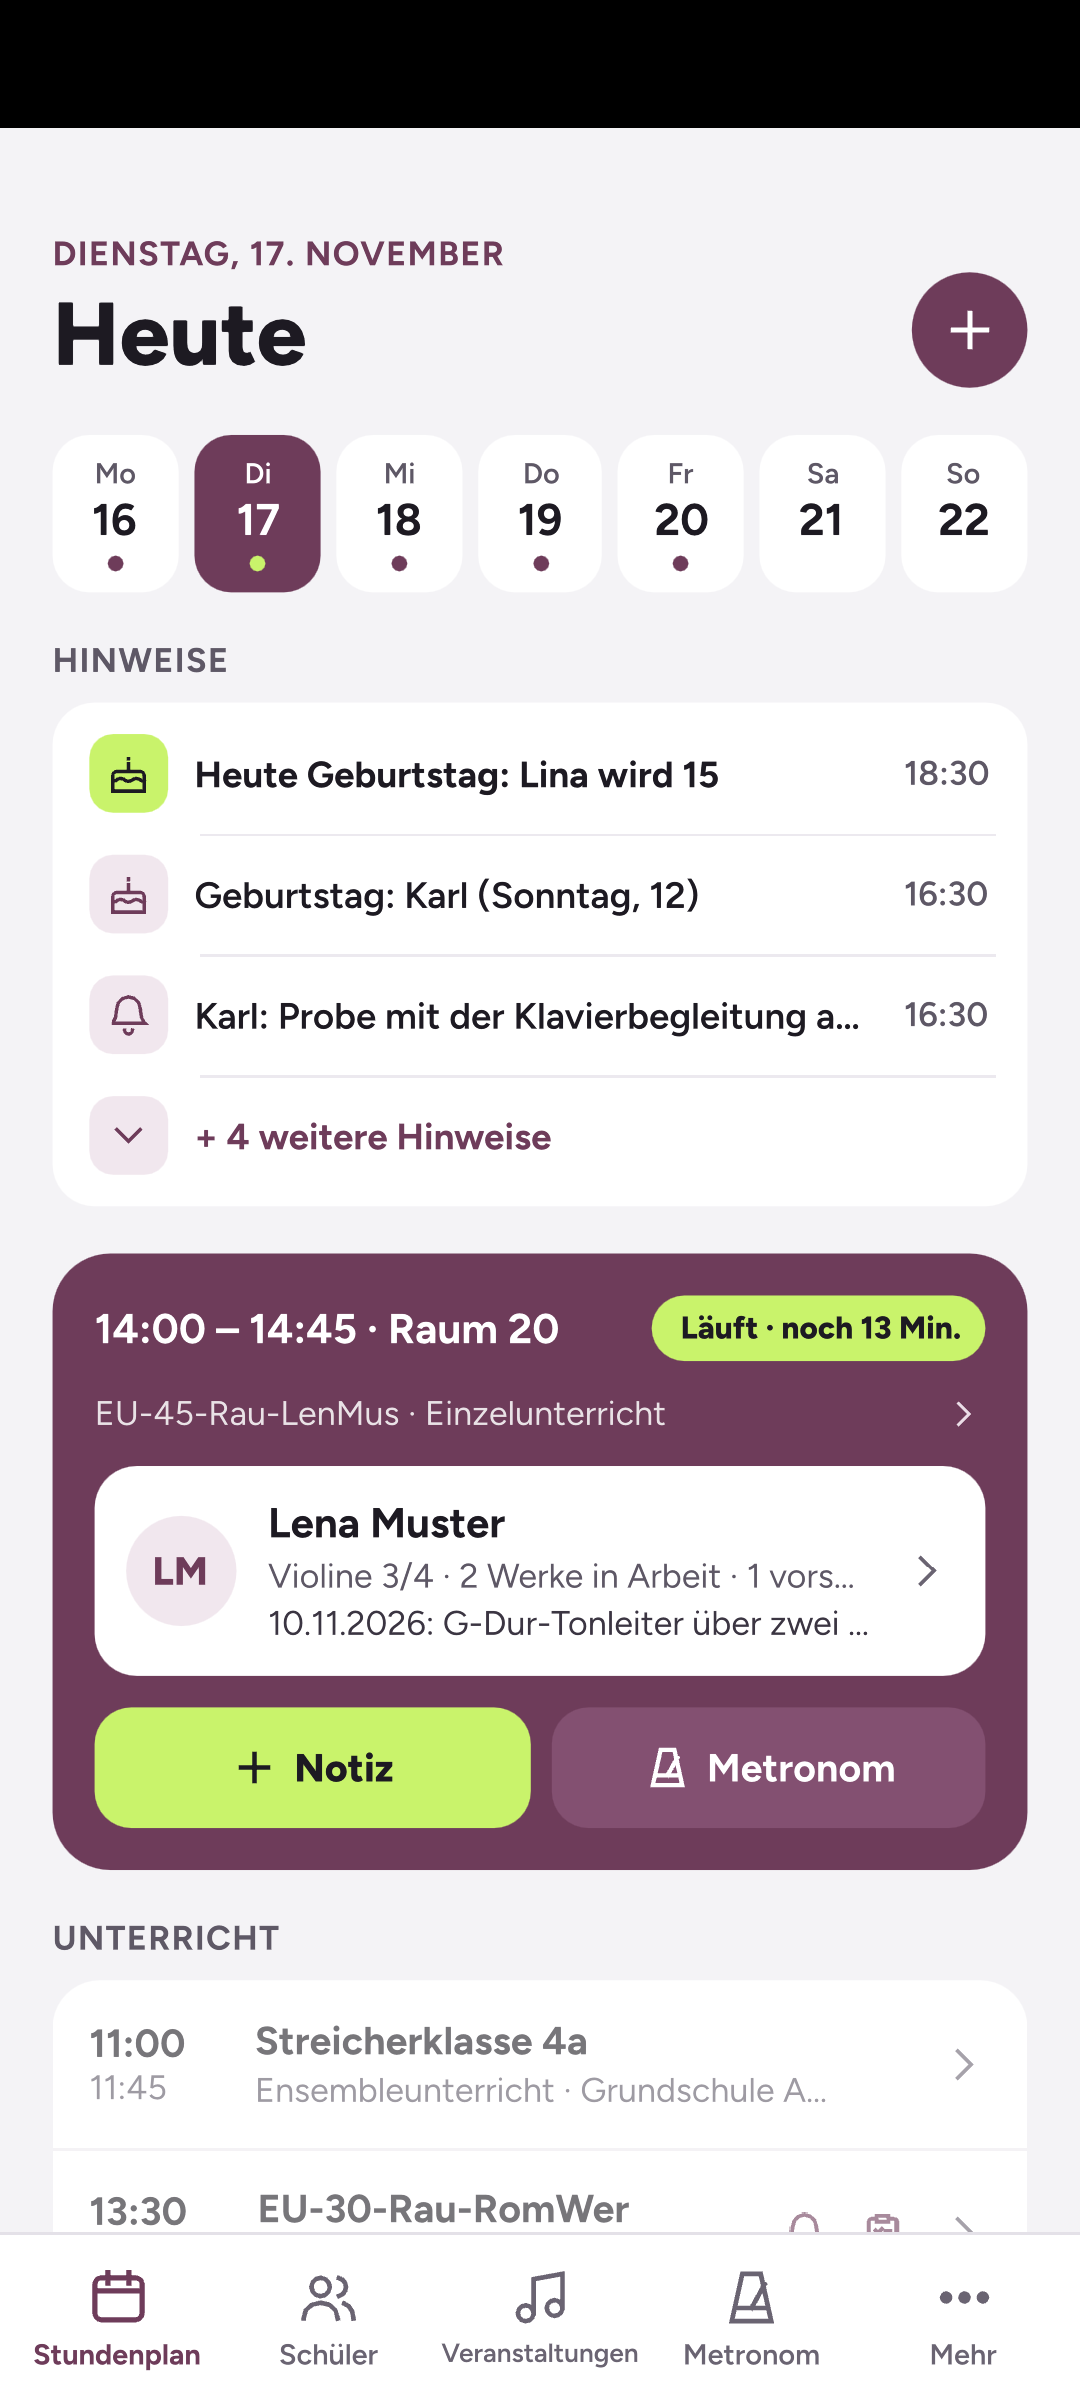 DIENSTAG, 17. NOVEMBER
Heute
Mo Di Mi Do Fr Sa So
16 17 18 19 20 21 22
HINWEISE
Heute Geburtstag: Lina wird 15 18:30
Geburtstag: Karl (Sonntag, 12) 16:30
Karl: Probe mit der Klavierbegleitung a... 16:30
+ 4 weitere Hinweise
14:00 – 14:45 · Raum 20 Läuft · noch 13 Min.
EU-45-Rau-LenMus · Einzelunterricht
Lena Muster
LM
Violine 3/4 · 2 Werke in Arbeit · 1 vors...
10.11.2026: G-Dur-Tonleiter über zwei ...
+ Notiz Metronom
UNTERRICHT
11:00 Streicherklasse 4a
11:45 Ensembleunterricht · Grundschule A...
13:30 EU-30-Rau-RomWer
Stundenplan Schüler Veranstaltungen Metronom Mehr